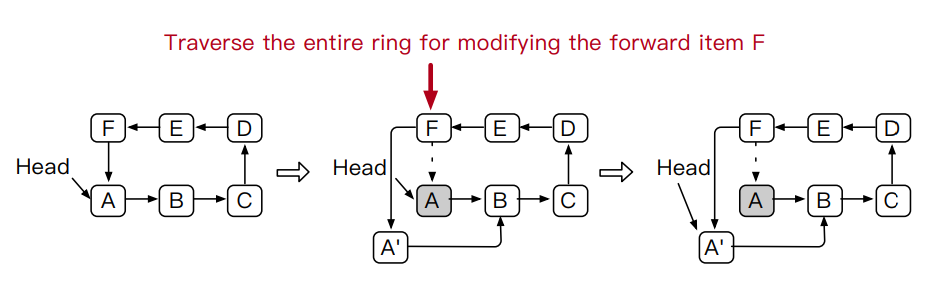 Traverse the entire ring for modifying the forward item F
F E D F E D F E D
Head Head Head
A B C A B C A B C
A' A'